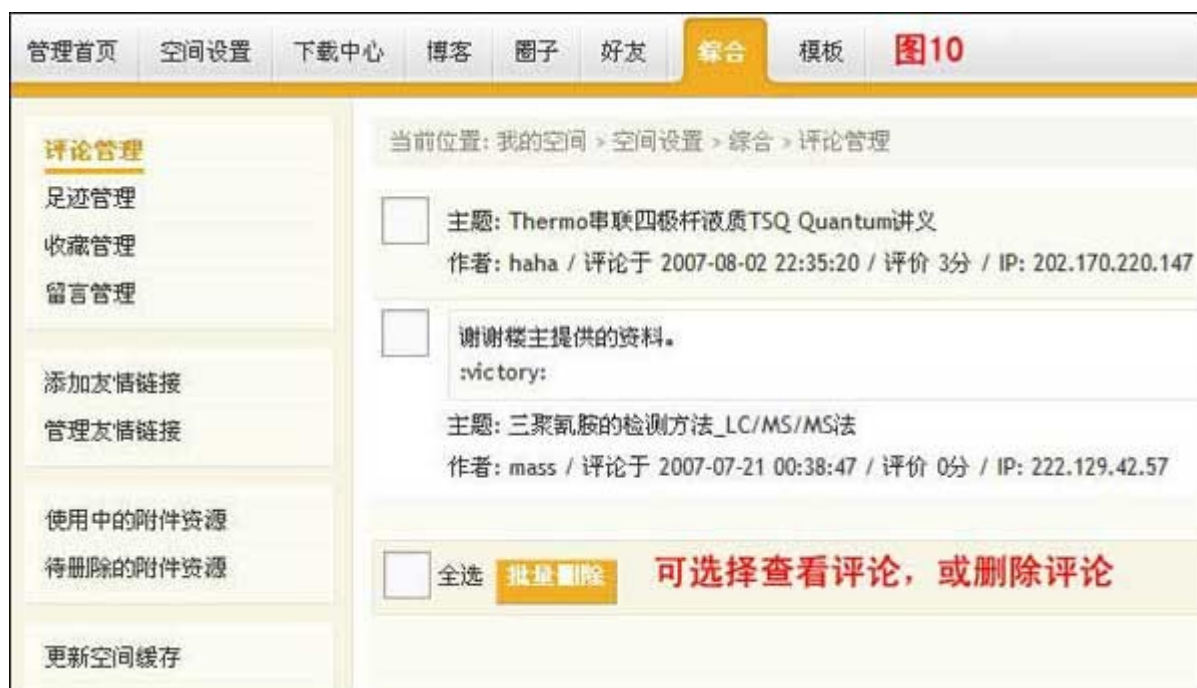 管理首页 空间设置 下载中心 博客 圈子 好友 综合 模板 图10
评论管理
足迹管理
收藏管理
留言管理
添加友情链接
管理友情链接
使用中的附件资源
待删除的附件资源
更新空间缓存
当前位置: 我的空间 > 空间设置 > 综合 > 评论管理
主题: Thermo串联四极杆液质TSQ Quantum讲义
作者: haha / 评论于 2007-08-02 22:35:20 / 评价 3分 / IP: 202.170.220.147
谢谢楼主提供的资料。
:victory:
主题: 三聚氰胺的检测方法_LC/MS/MS法
作者: mass / 评论于 2007-07-21 00:38:47 / 评价 0分 / IP: 222.129.42.57
全选 批量删除 可选择查看评论，或删除评论